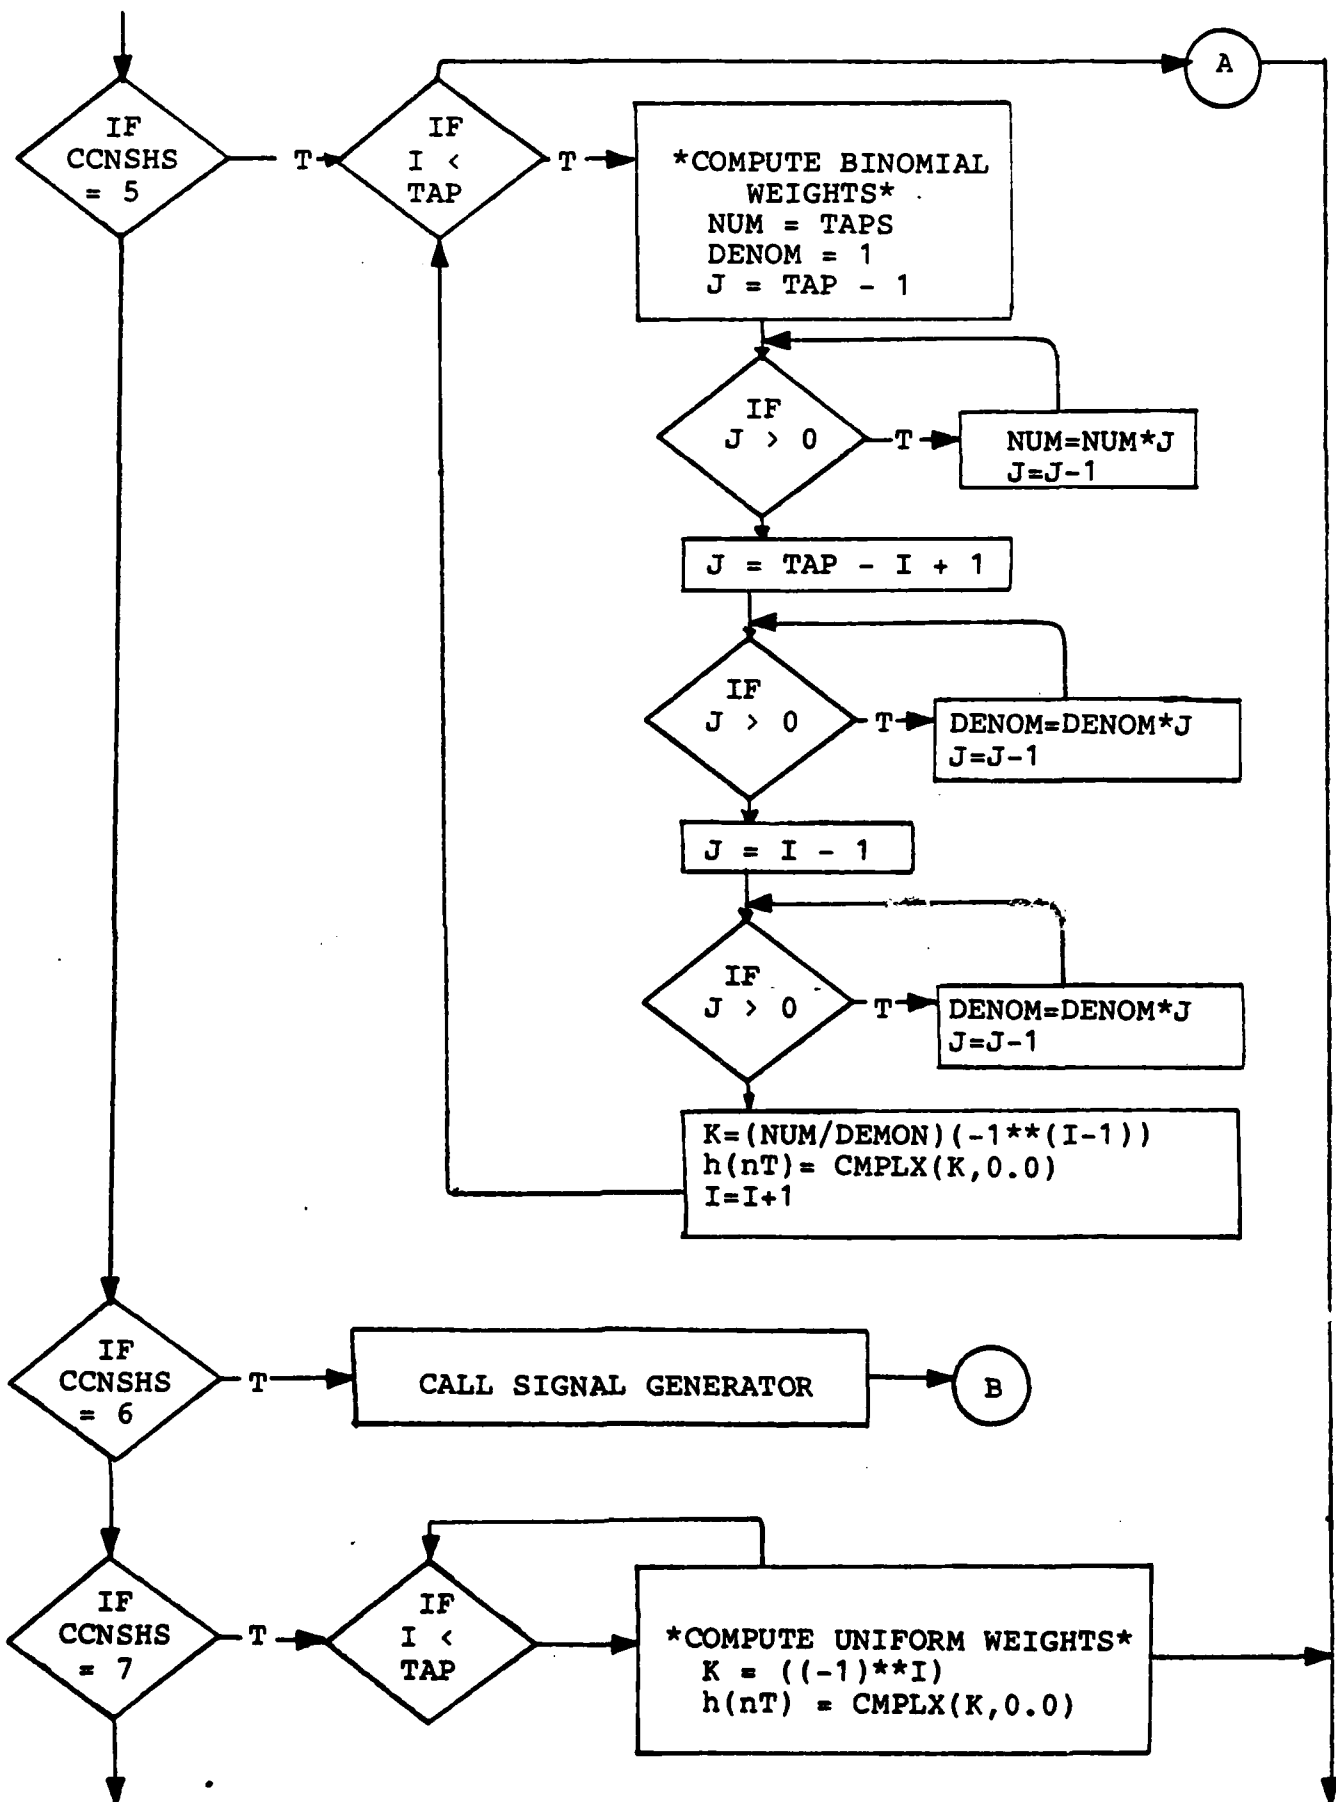 A
IF
CCNSHS
= 5
T
IF
I <
TAP
T
*COMPUTE BINOMIAL
WEIGHTS*
NUM = TAPS
DENOM = 1
J = TAP - 1
IF
J > 0
T
NUM=NUM*J
J=J-1
J = TAP - I + 1
IF
J > 0
T
DENOM=DENOM*J
J=J-1
J = I - 1
IF
J > 0
T
DENOM=DENOM*J
J=J-1
K=(NUM/DEMON)(-1**(I-1))
h(nT)= CMPLX(K,0.0)
I=I+1
IF
CCNSHS
= 6
T
CALL SIGNAL GENERATOR
B
IF
CCNSHS
= 7
T
IF
I <
TAP
*COMPUTE UNIFORM WEIGHTS*
K = ((-1)**I)
h(nT) = CMPLX(K,0.0)